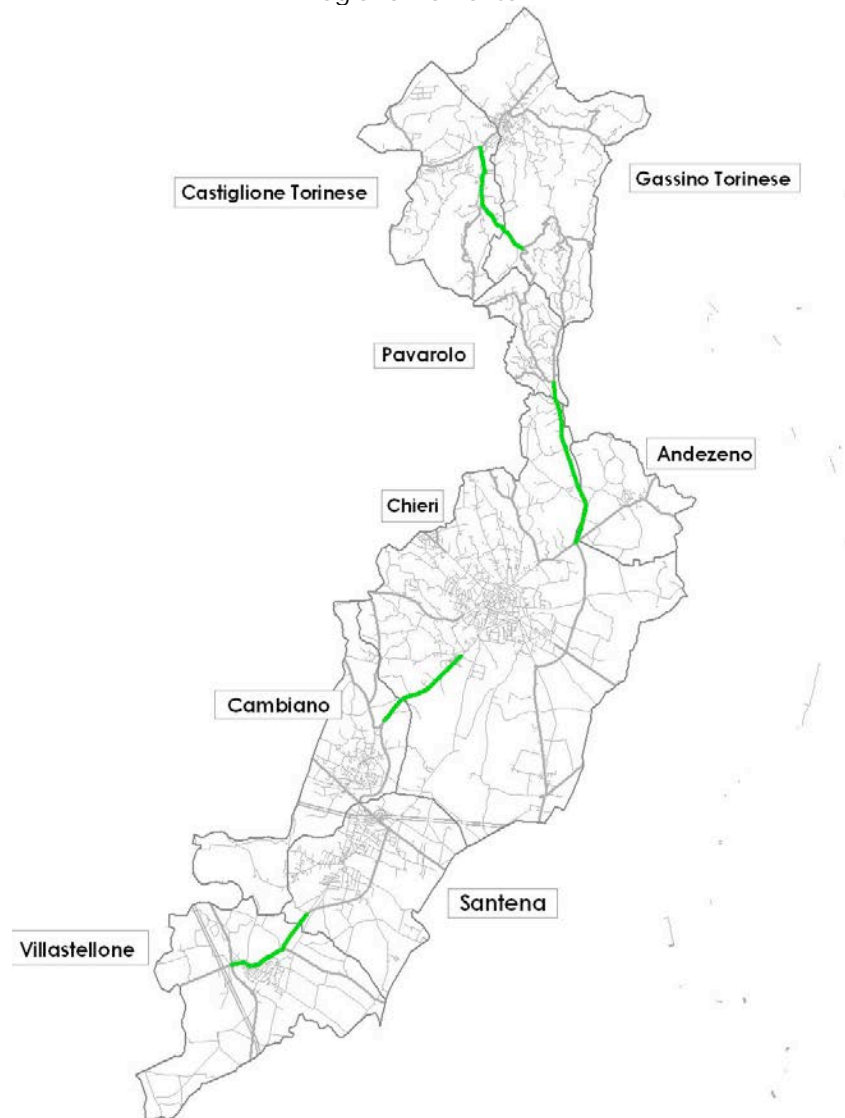 Castiglione Torinese
Gassino Torinese
Pavarolo
Andezeno
Chieri
Cambiano
Santena
Villastellone